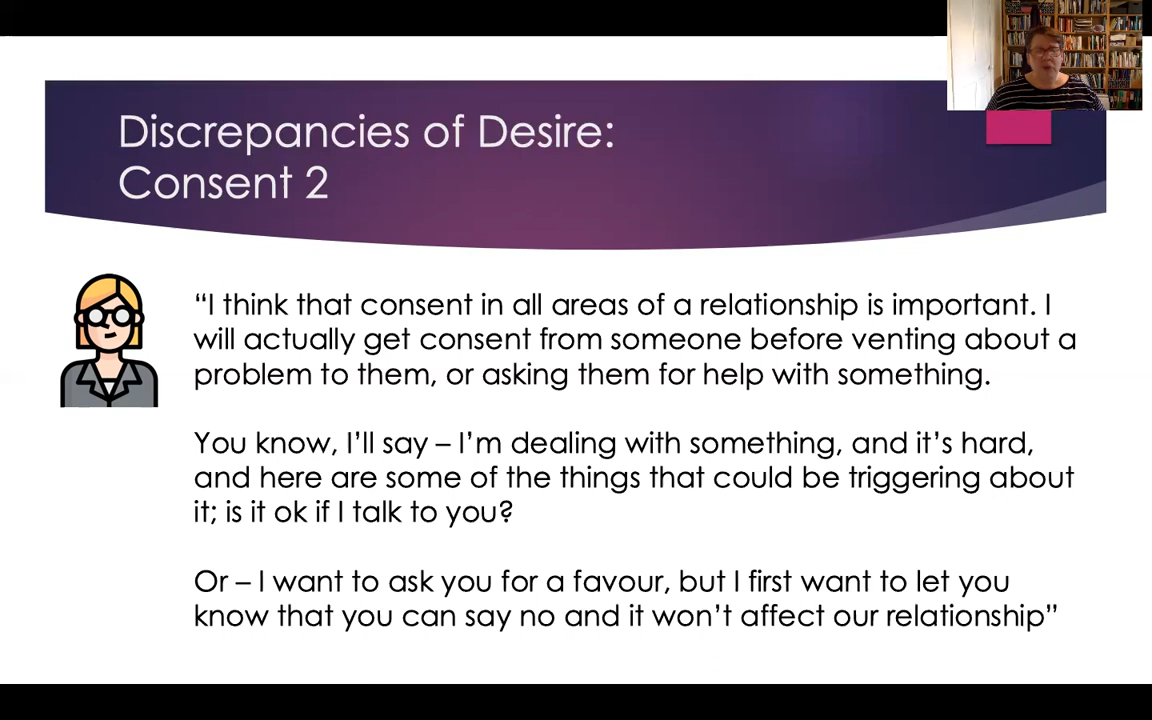 Discrepancies of Desire:
Consent 2
“I think that consent in all areas of a relationship is important. I
will actually get consent from someone before venting about a
problem to them, or asking them for help with something.
You know, I’ll say – I’m dealing with something, and it’s hard,
and here are some of the things that could be triggering about
it; is it ok if I talk to you?
Or – I want to ask you for a favour, but I first want to let you
know that you can say no and it won’t affect our relationship”